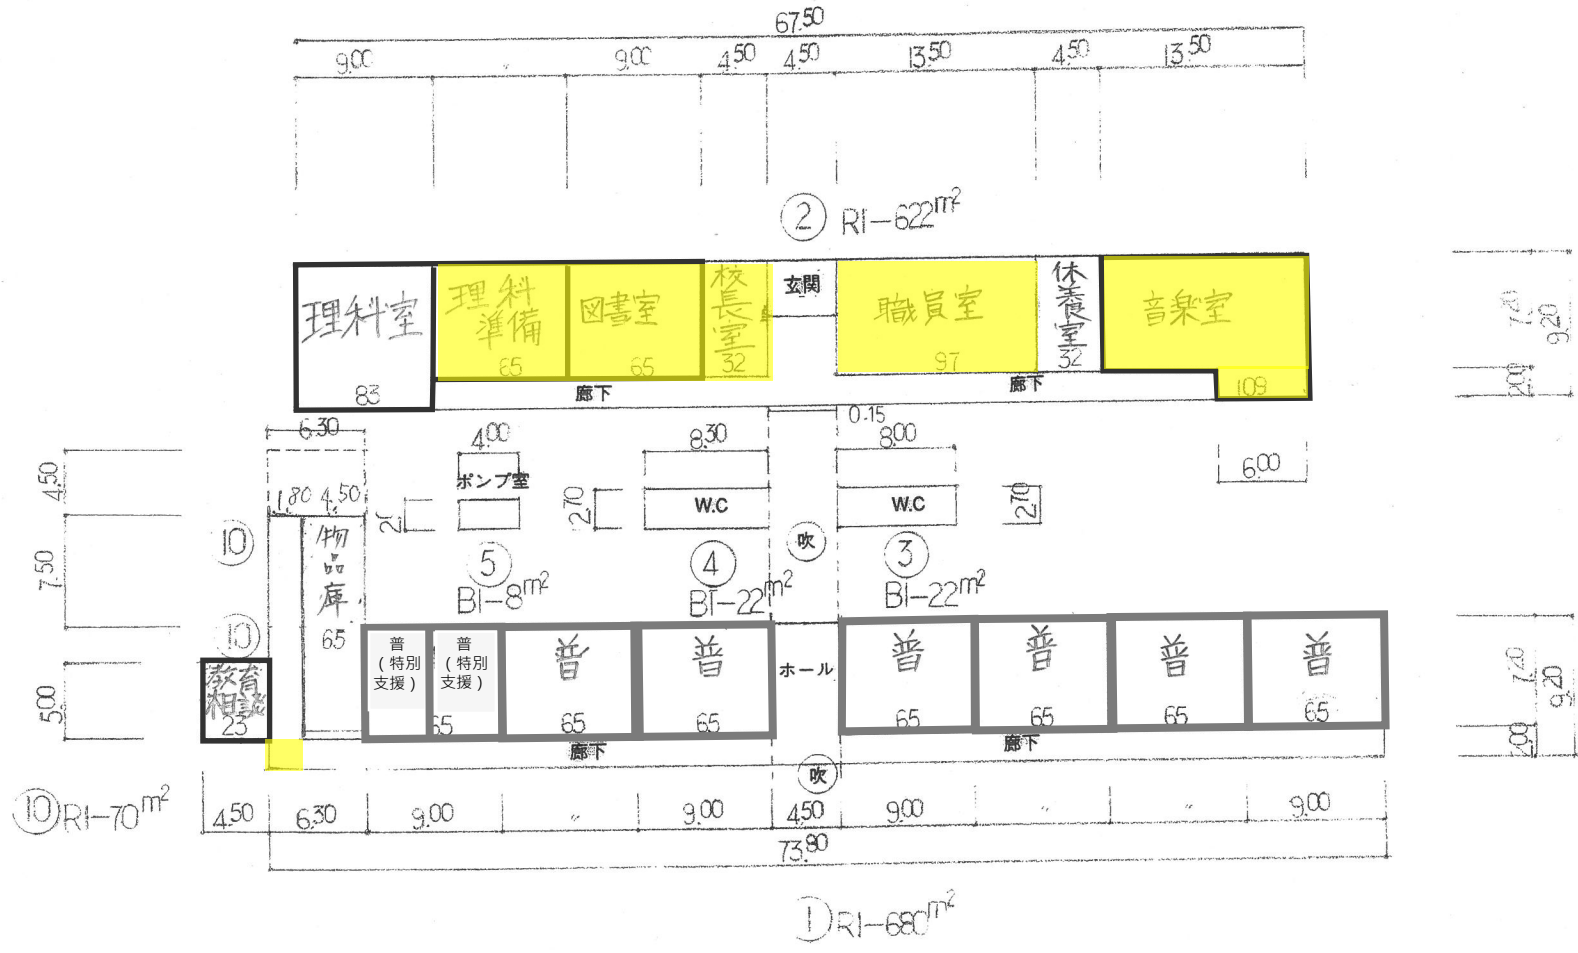 67.50
9.00 〃 9.00 4.50 4.50 13.50 4.50 13.50
② R1-622m²
理科室
83
理科
準備
65
図書室
65
校長室
32
玄関
職員室
97
休養室
32
音楽室
109
廊下
廊下
7.20
9.20
2.00
0.15
6.30
4.00
8.30
8.00
6.00
1.80 4.50
ポンプ室
2.70
W.C
W.C
2.70
4.50
7.50
5.00
⑩
⑩
物品庫
65
⑤
B1-8m²
④
B1-22m²
吹
③
B1-22m²
教育
相談
23
普
（特別
支援）
普
（特別
支援）
65
普
65
普
65
ホール
普
65
普
65
普
65
普
65
廊下
廊下
吹
7.20
9.20
2.00
⑩R1-70m²
4.50 6.30 9.00 〃 9.00 4.50 9.00 〃 〃 9.00
①R1-680m²